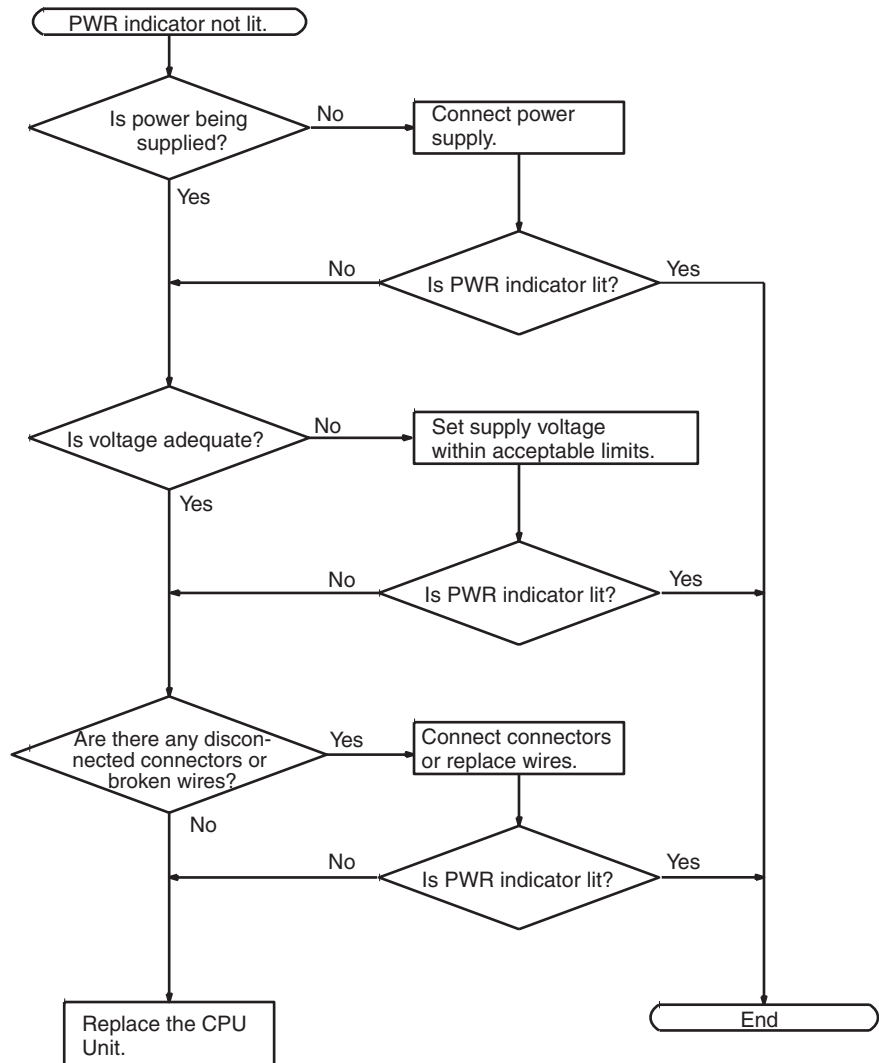 PWR indicator not lit.
Is power being
supplied?
No
Connect power
supply.
Yes
No
Is PWR indicator lit?
Yes
Is voltage adequate?
No
Set supply voltage
within acceptable limits.
Yes
No
Is PWR indicator lit?
Yes
Are there any discon-
nected connectors or
broken wires?
Yes
Connect connectors
or replace wires.
No
No
Is PWR indicator lit?
Yes
Replace the CPU
Unit.
End